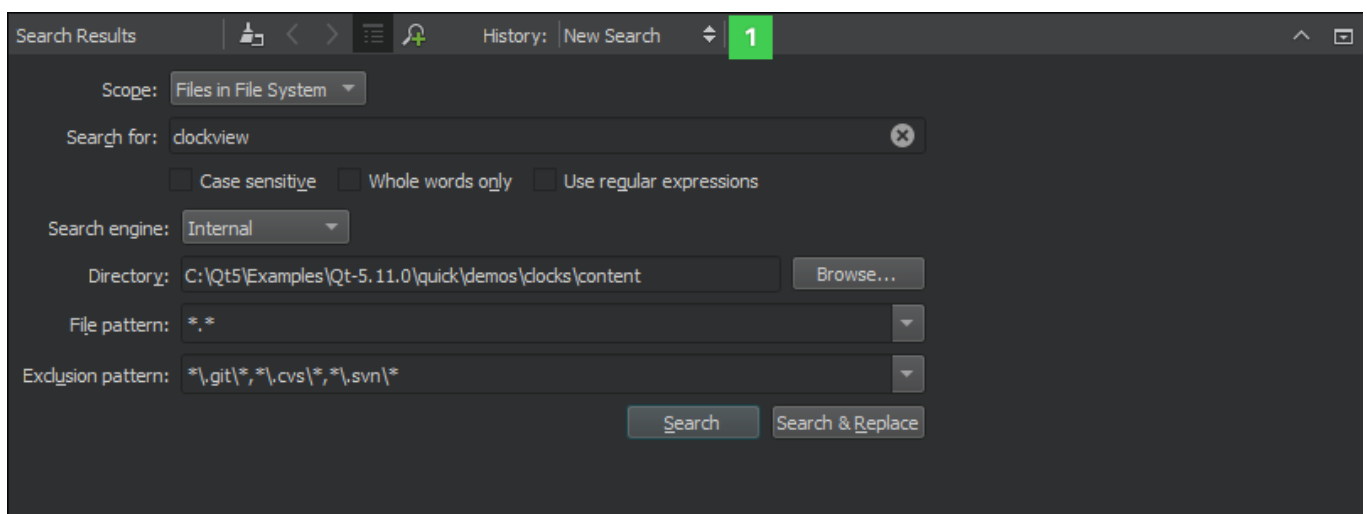 Search Results History: New Search 1
Scope: Files in File System
Search for: clockview
Case sensitive Whole words only Use regular expressions
Search engine: Internal
Directory: C:\Qt5\Examples\Qt-5.11.0\quick\demos\clocks\content Browse...
File pattern: *.*
Exclusion pattern: *\.git\*,*\.cvs\*,*\.svn\*
Search Search & Replace